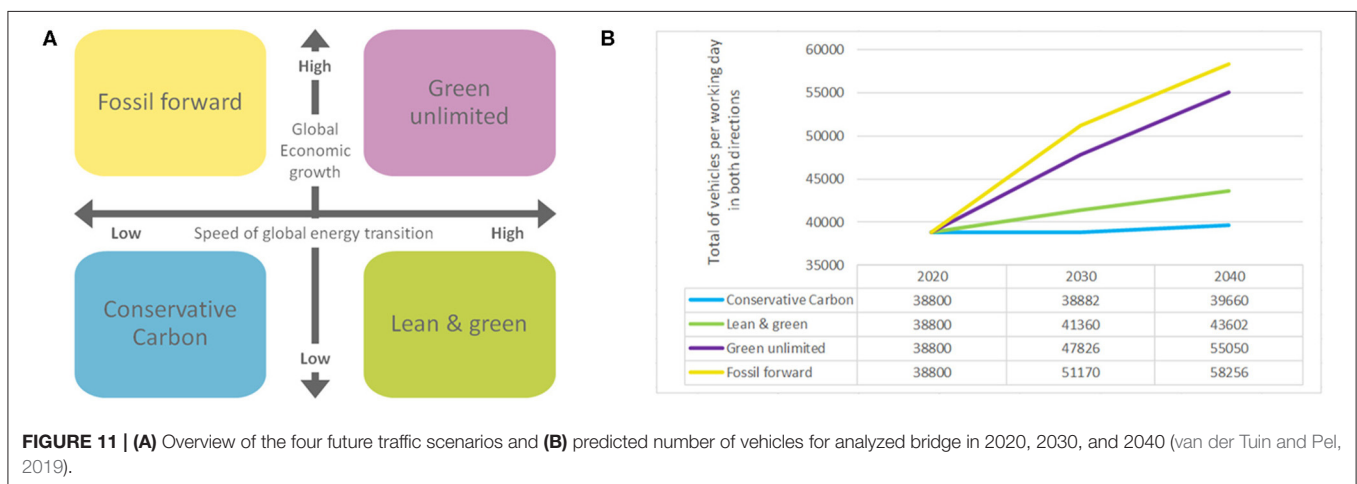 A
Fossil forward
High
Global
Economic
growth
Green
unlimited
Low
Speed of global energy transition
High
Conservative
Carbon
Low
Lean & green
B
Total of vehicles per working day
in both directions
60000
55000
50000
45000
40000
35000
2020 2030 2040
Conservative Carbon 38800 38882 39660
Lean & green 38800 41360 43602
Green unlimited 38800 47826 55050
Fossil forward 38800 51170 58256
FIGURE 11 | (A) Overview of the four future traffic scenarios and (B) predicted number of vehicles for analyzed bridge in 2020, 2030, and 2040 (van der Tuin and Pel,
2019).